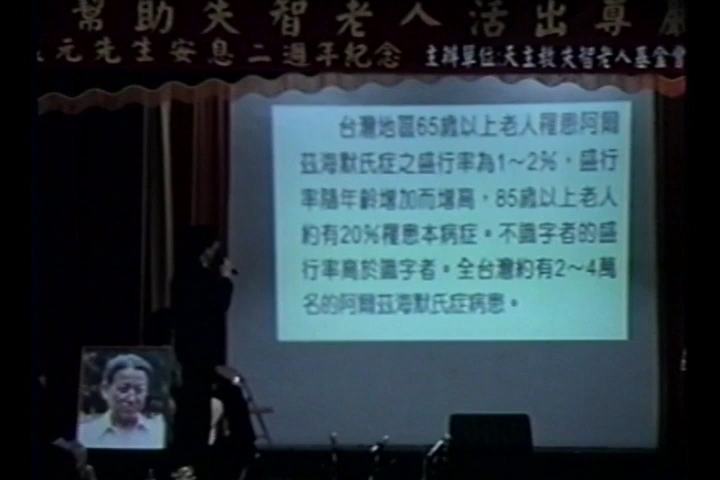 幫助失智老人活出尊嚴
元先生安息二週年紀念 主辦單位:天主教失智老人基金會
台灣地區65歲以上老人罹患阿爾
茲海默氏症之盛行率為1～2%，盛行
率隨年齡增加而增高，85歲以上老人
約有20%罹患本病症。不識字者的盛
行率高於識字者。全台灣約有2～4萬
名的阿爾茲海默氏症病患。